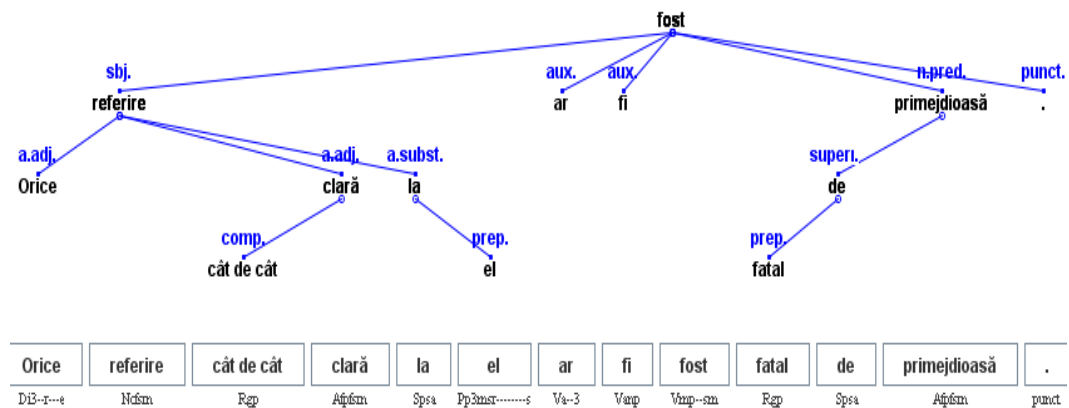 fost
sbj. aux. aux. n.pred. punct.
referire ar fi primejdioasă .
a.adj. a.adj. a.subst. superl.
Orice clară la de
comp. prep. prep.
cât de cât el fatal
Orice referire cât de cât clară la el ar fi fost fatal de primejdioasă .
Di3--r---e Ncfsrn Rgp Afpfsrn Spsa Pp3msr--------s Va--3 Vanp Vmp--sm Rgp Spsa Afpfsrn punct.